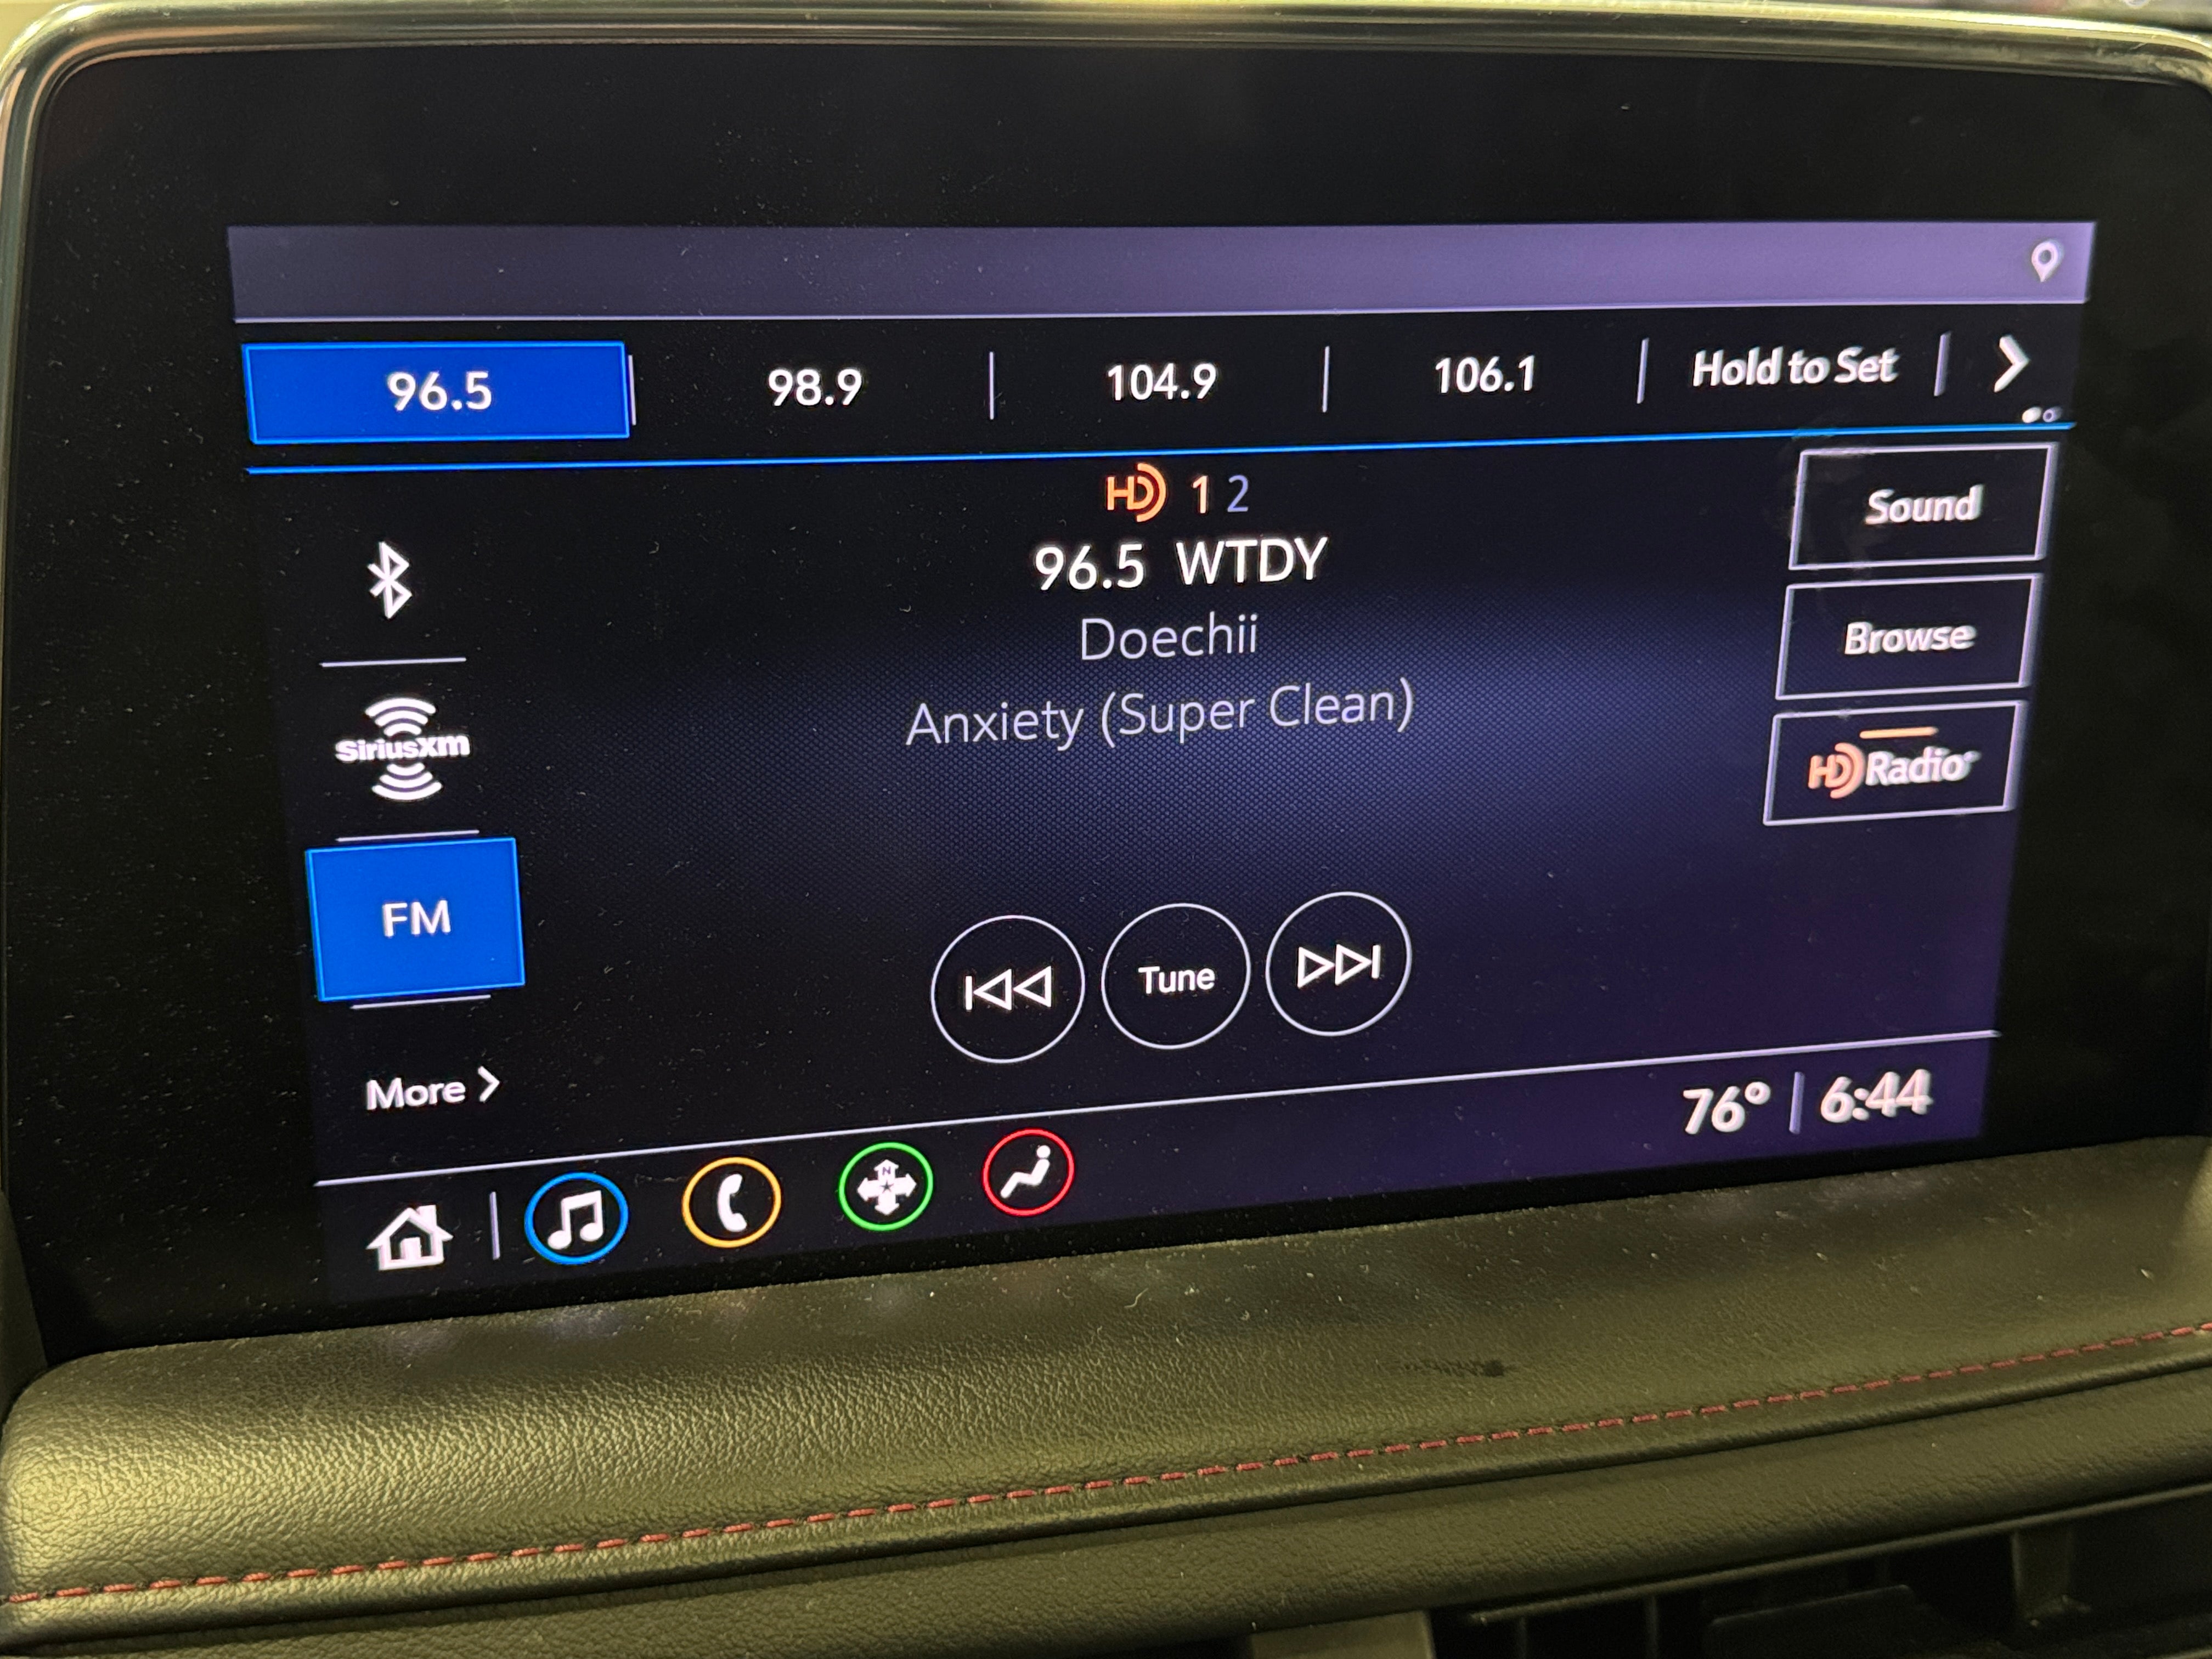 96.5 98.9 104.9 106.1 Hold to Set
HD 1 2
96.5 WTDY
Doechii
Anxiety (Super Clean)
Sound
Browse
HD Radio
SiriusXM
FM
Tune
More
76° 6:44
N